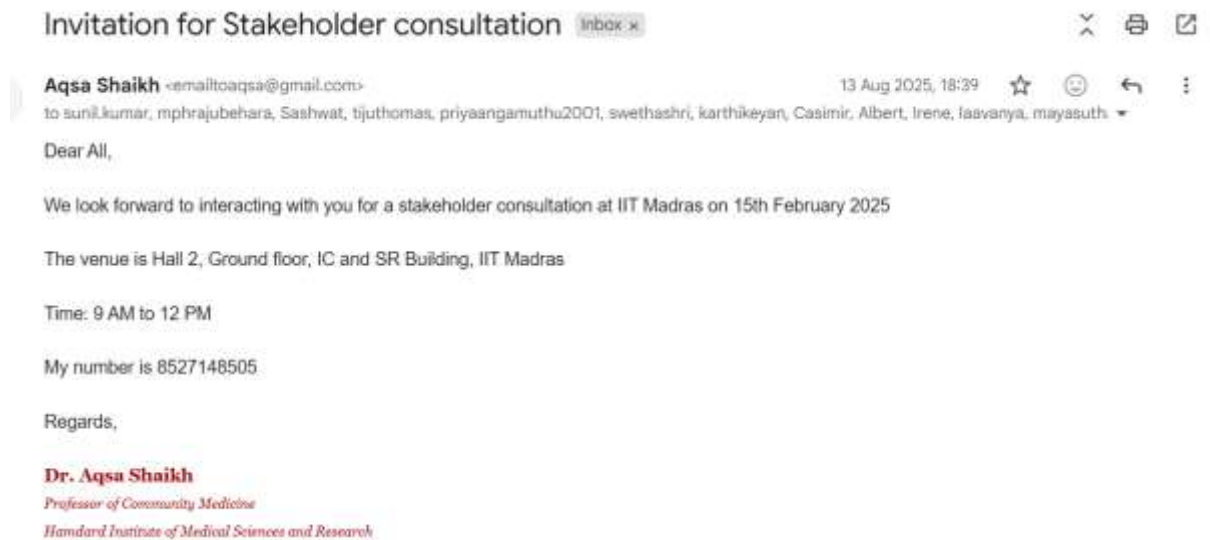 Invitation for Stakeholder consultation Inbox x
Aqsa Shaikh <emailtoaqsa@gmail.com> 13 Aug 2025, 18:39
to sunil.kumar, mphrajubehara, Sashwat, tijuthomas, priyaangamuthu2001, swethashri, karthikeyan, Casimir, Albert, Irene, laavanya, mayasuth.
Dear All,
We look forward to interacting with you for a stakeholder consultation at IIT Madras on 15th February 2025
The venue is Hall 2, Ground floor, IC and SR Building, IIT Madras
Time: 9 AM to 12 PM
My number is 8527148505
Regards,
Dr. Aqsa Shaikh
Professor of Community Medicine
Hamdard Institute of Medical Sciences and Research